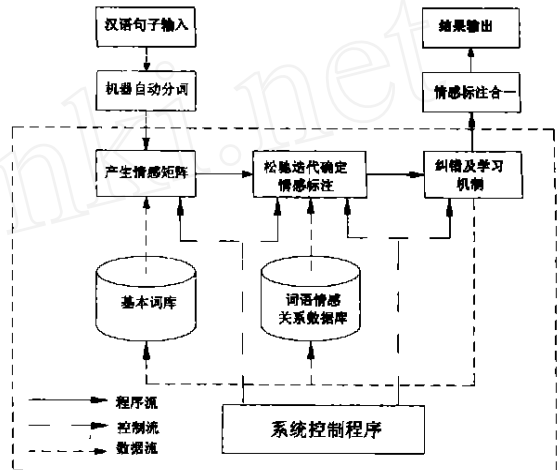 汉语句子输入
结果输出
机器自动分词
情感标注合一
产生情感矩阵
松弛迭代确定
情感标注
纠错及学习
机制
基本词库
词语情感
关系数据库
程序流
控制流
数据流
系统控制程序
nki.net